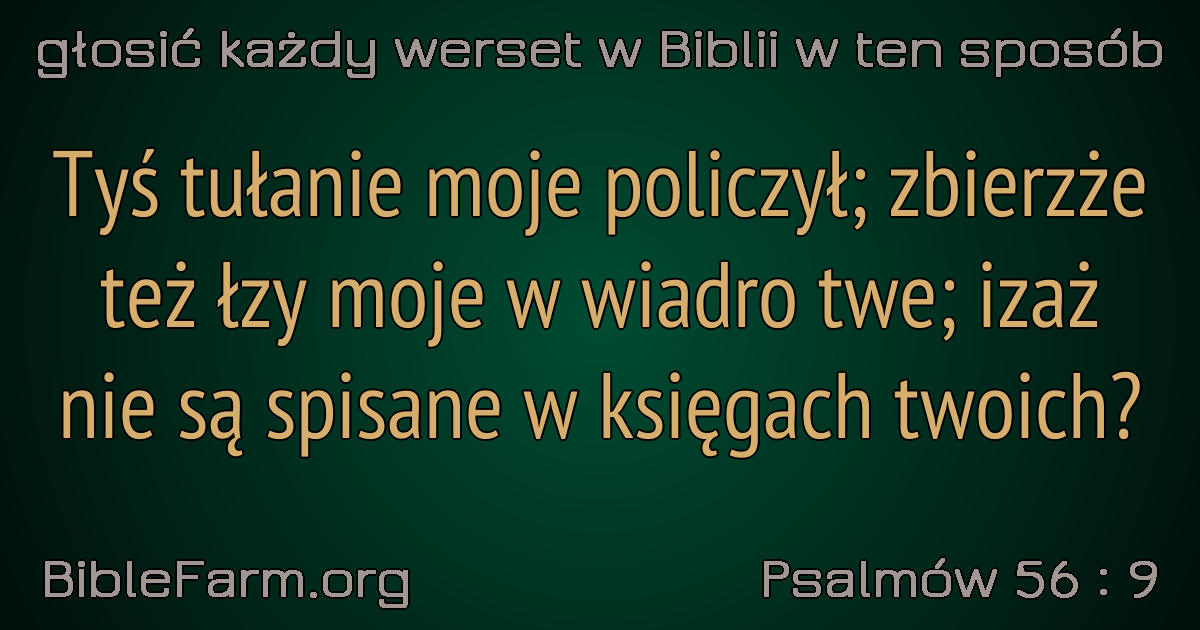 głosić każdy werset w Biblii w ten sposób
Tyś tułanie moje policzył; zbierzże
też łzy moje w wiadro twe; izaż
nie są spisane w księgach twoich?
BibleFarm.org
Psalmów 56 : 9